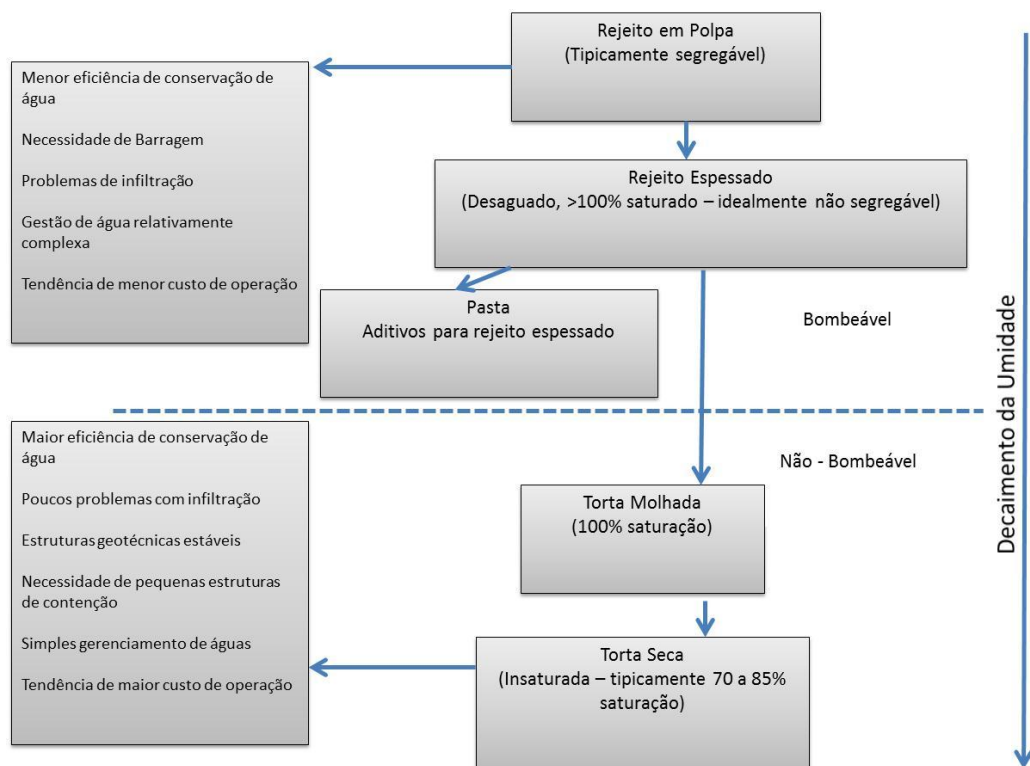 Rejeito em Polpa
(Tipicamente segregável)
Menor eficiência de conservação de
água
Necessidade de Barragem
Problemas de infiltração
Gestão de água relativamente
complexa
Tendência de menor custo de operação
Rejeito Espessado
(Desaguado, >100% saturado – idealmente não segregável)
Pasta
Aditivos para rejeito espessado
Bombeável
Não - Bombeável
Maior eficiência de conservação de
água
Poucos problemas com infiltração
Estruturas geotécnicas estáveis
Necessidade de pequenas estruturas
de contenção
Simples gerenciamento de águas
Tendência de maior custo de operação
Torta Molhada
(100% saturação)
Torta Seca
(Insaturada – tipicamente 70 a 85%
saturação)
Decaimento da Umidade